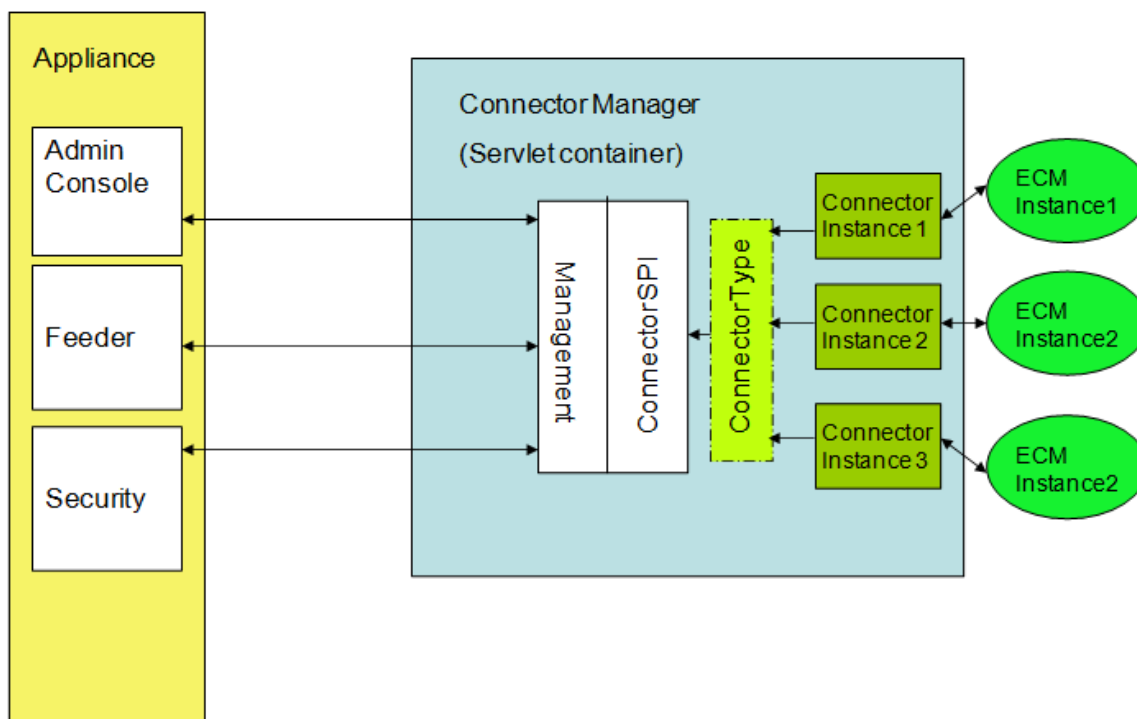 Appliance
Admin
Console
Feeder
Security
Connector Manager
(Servlet container)
Management
ConnectorSPI
ConnectorType
Connector
Instance 1
Connector
Instance 2
Connector
Instance 3
ECM
Instance1
ECM
Instance2
ECM
Instance2